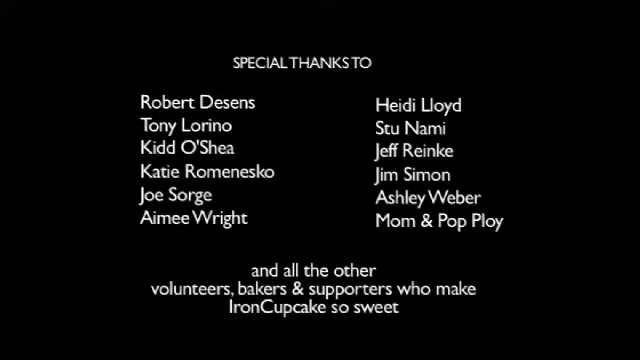 SPECIAL THANKS TO
Robert Desens
Tony Lorino
Kidd O'Shea
Katie Romenesko
Joe Sorge
Aimee Wright
Heidi Lloyd
Stu Nami
Jeff Reinke
Jim Simon
Ashley Weber
Mom & Pop Ploy
and all the other
volunteers, bakers & supporters who make
IronCupcake so sweet